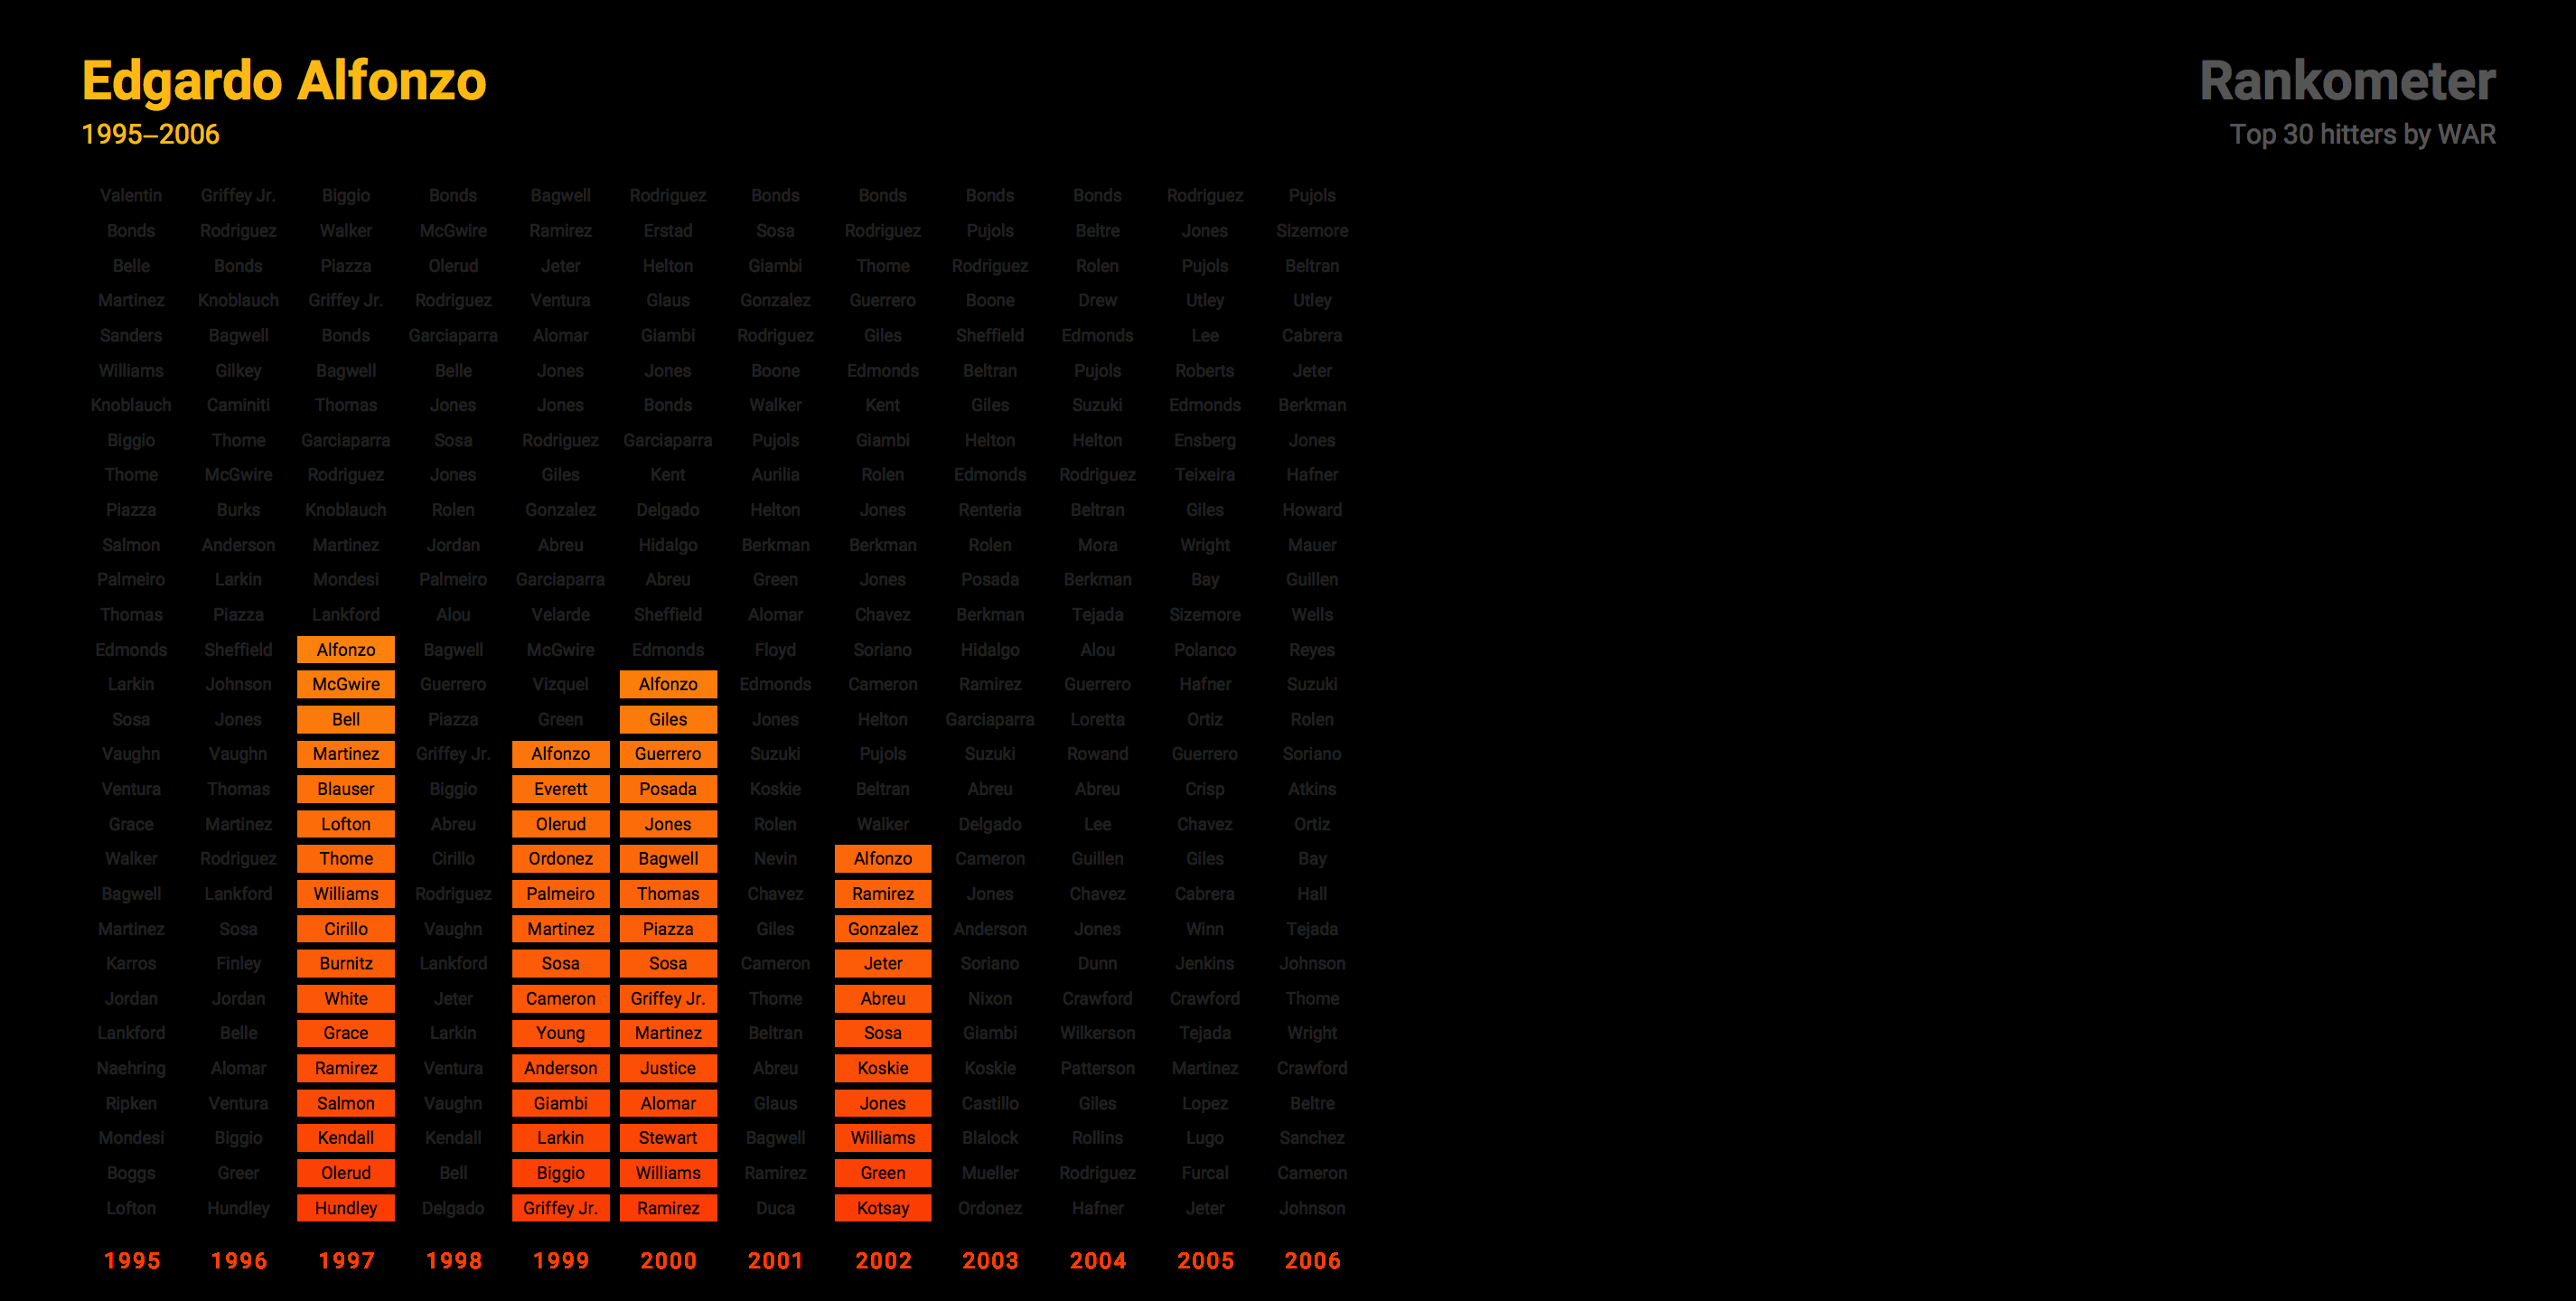 Edgardo Alfonzo
1995–2006
Rankometer
Top 30 hitters by WAR
Valentin Griffey Jr. Biggio Bonds Bagwell Rodriguez Bonds Bonds Bonds Bonds Rodriguez Pujols
Bonds Rodriguez Walker McGwire Ramirez Erstad Sosa Rodriguez Pujols Beltre Jones Sizemore
Belle Bonds Piazza Olerud Jeter Helton Giambi Thome Rodriguez Rolen Pujols Beltran
Martinez Knoblauch Griffey Jr. Rodriguez Ventura Glaus Gonzalez Guerrero Boone Drew Utley Utley
Sanders Bagwell Bonds Garciaparra Alomar Giambi Rodriguez Giles Sheffield Edmonds Lee Cabrera
Williams Gilkey Bagwell Belle Jones Jones Boone Edmonds Beltran Pujols Roberts Jeter
Knoblauch Caminiti Thomas Jones Jones Bonds Walker Kent Giles Suzuki Edmonds Berkman
Biggio Thome Garciaparra Sosa Rodriguez Garciaparra Pujols Giambi Helton Helton Ensberg Jones
Thome McGwire Rodriguez Jones Giles Kent Aurilia Rolen Edmonds Rodriguez Teixeira Hafner
Piazza Burks Knoblauch Rolen Gonzalez Delgado Helton Jones Renteria Beltran Giles Howard
Salmon Anderson Martinez Jordan Abreu Hidalgo Berkman Berkman Rolen Mora Wright Mauer
Palmeiro Larkin Mondesi Palmeiro Garciaparra Abreu Green Jones Posada Berkman Bay Guillen
Thomas Piazza Lankford Alou Velarde Sheffield Alomar Chavez Berkman Tejada Sizemore Wells
Edmonds Sheffield Alfonzo Bagwell McGwire Edmonds Floyd Soriano Hidalgo Alou Polanco Reyes
Larkin Johnson McGwire Guerrero Vizquel Alfonzo Edmonds Cameron Ramirez Guerrero Hafner Suzuki
Sosa Jones Bell Piazza Green Giles Jones Helton Garciaparra Loretta Ortiz Rolen
Vaughn Vaughn Martinez Griffey Jr. Alfonzo Guerrero Suzuki Pujols Suzuki Rowand Guerrero Soriano
Ventura Thomas Blauser Biggio Everett Posada Koskie Beltran Abreu Abreu Crisp Atkins
Grace Martinez Lofton Abreu Olerud Jones Rolen Walker Delgado Lee Chavez Ortiz
Walker Rodriguez Thome Cirillo Ordonez Bagwell Nevin Alfonzo Cameron Guillen Giles Bay
Bagwell Lankford Williams Rodriguez Palmeiro Thomas Chavez Ramirez Jones Chavez Cabrera Hall
Martinez Sosa Cirillo Vaughn Martinez Piazza Giles Gonzalez Anderson Jones Winn Tejada
Karros Finley Burnitz Lankford Sosa Sosa Cameron Jeter Soriano Dunn Jenkins Johnson
Jordan Jordan White Jeter Cameron Griffey Jr. Thome Abreu Nixon Crawford Crawford Thome
Lankford Belle Grace Larkin Young Martinez Beltran Sosa Giambi Wilkerson Tejada Wright
Naehring Alomar Ramirez Ventura Anderson Justice Abreu Koskie Koskie Patterson Martinez Crawford
Ripken Ventura Salmon Vaughn Giambi Alomar Glaus Jones Castillo Giles Lopez Beltre
Mondesi Biggio Kendall Kendall Larkin Stewart Bagwell Williams Blalock Rollins Lugo Sanchez
Boggs Greer Olerud Bell Biggio Williams Ramirez Green Mueller Rodriguez Furcal Cameron
Lofton Hundley Hundley Delgado Griffey Jr. Ramirez Duca Kotsay Ordonez Hafner Jeter Johnson
1995 1996 1997 1998 1999 2000 2001 2002 2003 2004 2005 2006